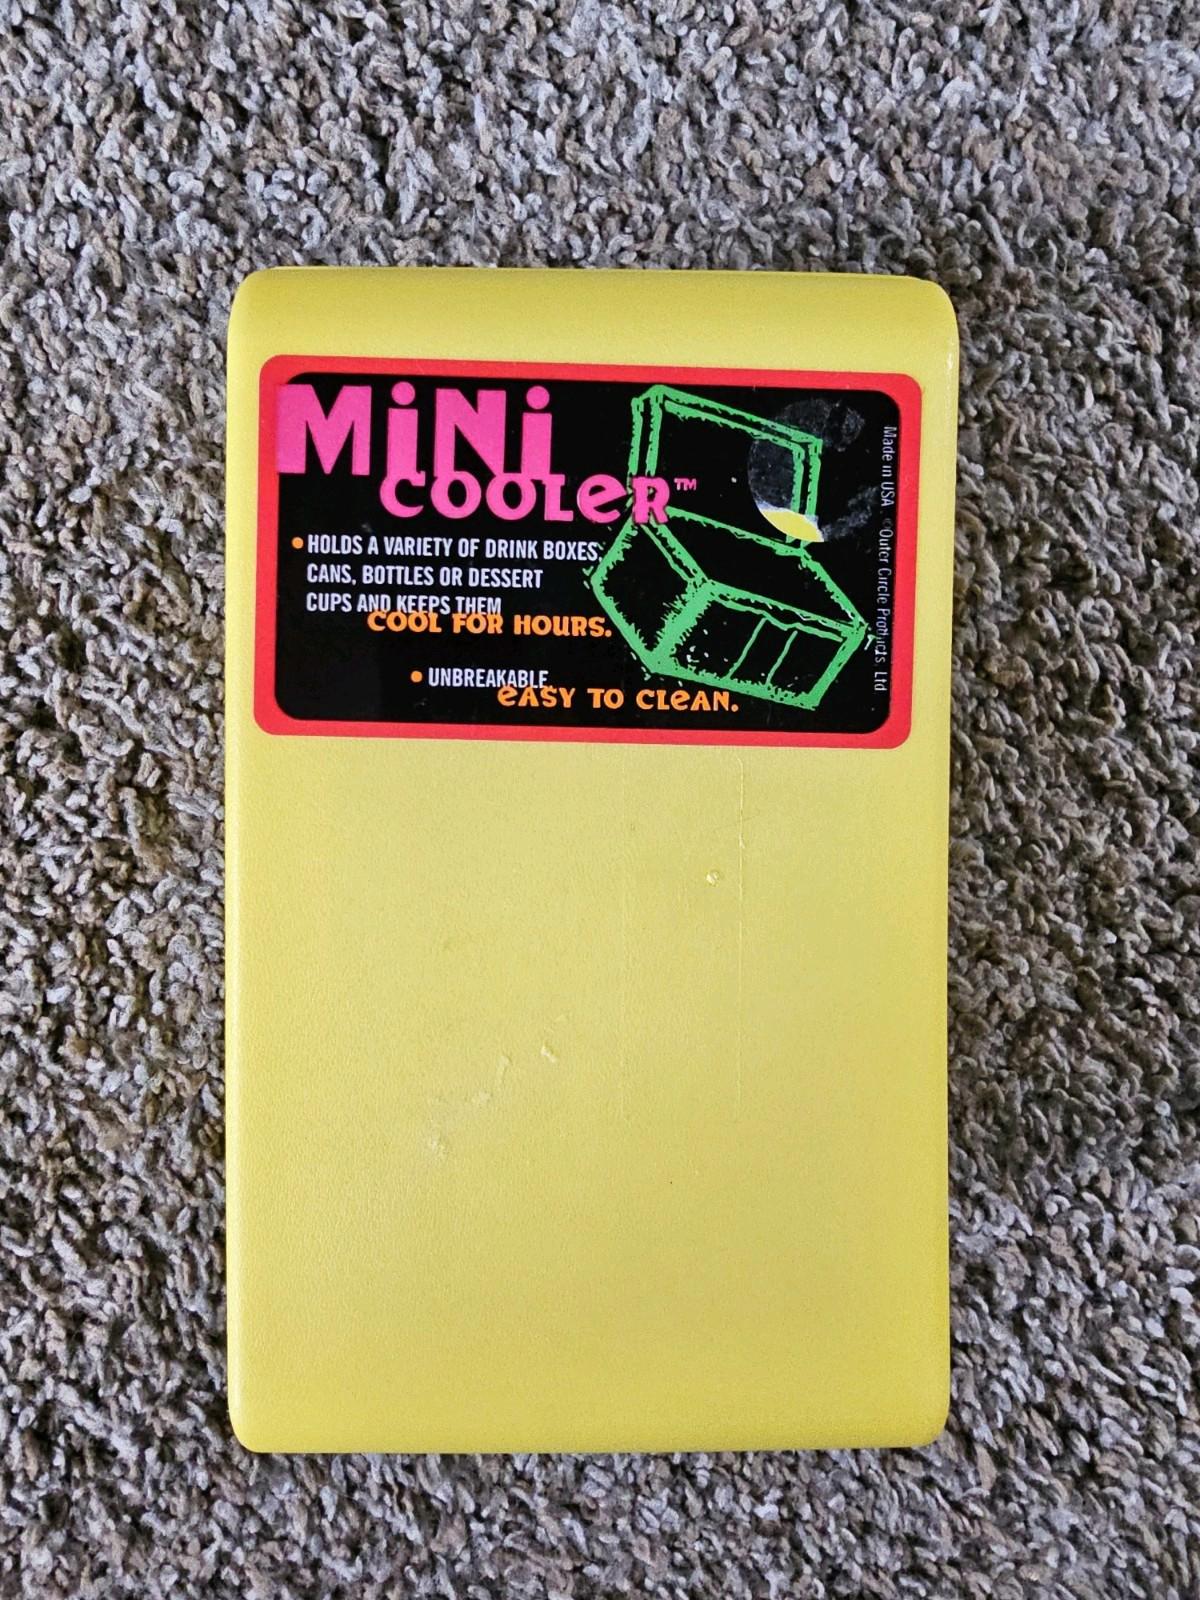 MiNi
COOLeR™
• HOLDS A VARIETY OF DRINK BOXES,
CANS, BOTTLES OR DESSERT
CUPS AND KEEPS THEM
COOL FOR HOURS.
• UNBREAKABLE,
eASY TO CLeAN.
Made in USA ©Outer Circle Products, Ltd